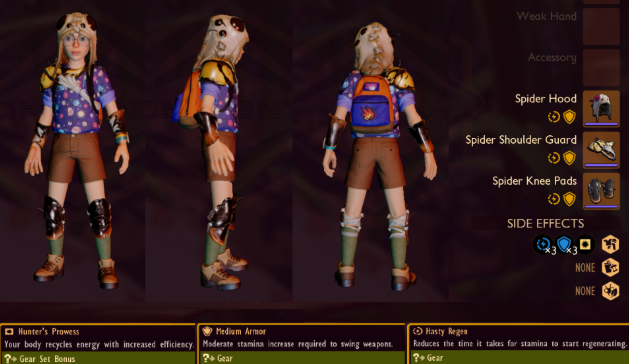 Weak Hand
Accessory
Spider Hood
Spider Shoulder Guard
Spider Knee Pads
SIDE EFFECTS
×3 ×3
NONE
NONE
Hunter's Prowess
Your body recycles energy with increased efficiency.
?+ Gear Set Bonus
Medium Armor
Moderate stamina increase required to swing weapons.
?+ Gear
Hasty Regen
Reduces the time it takes for stamina to start regenerating.
?+ Gear